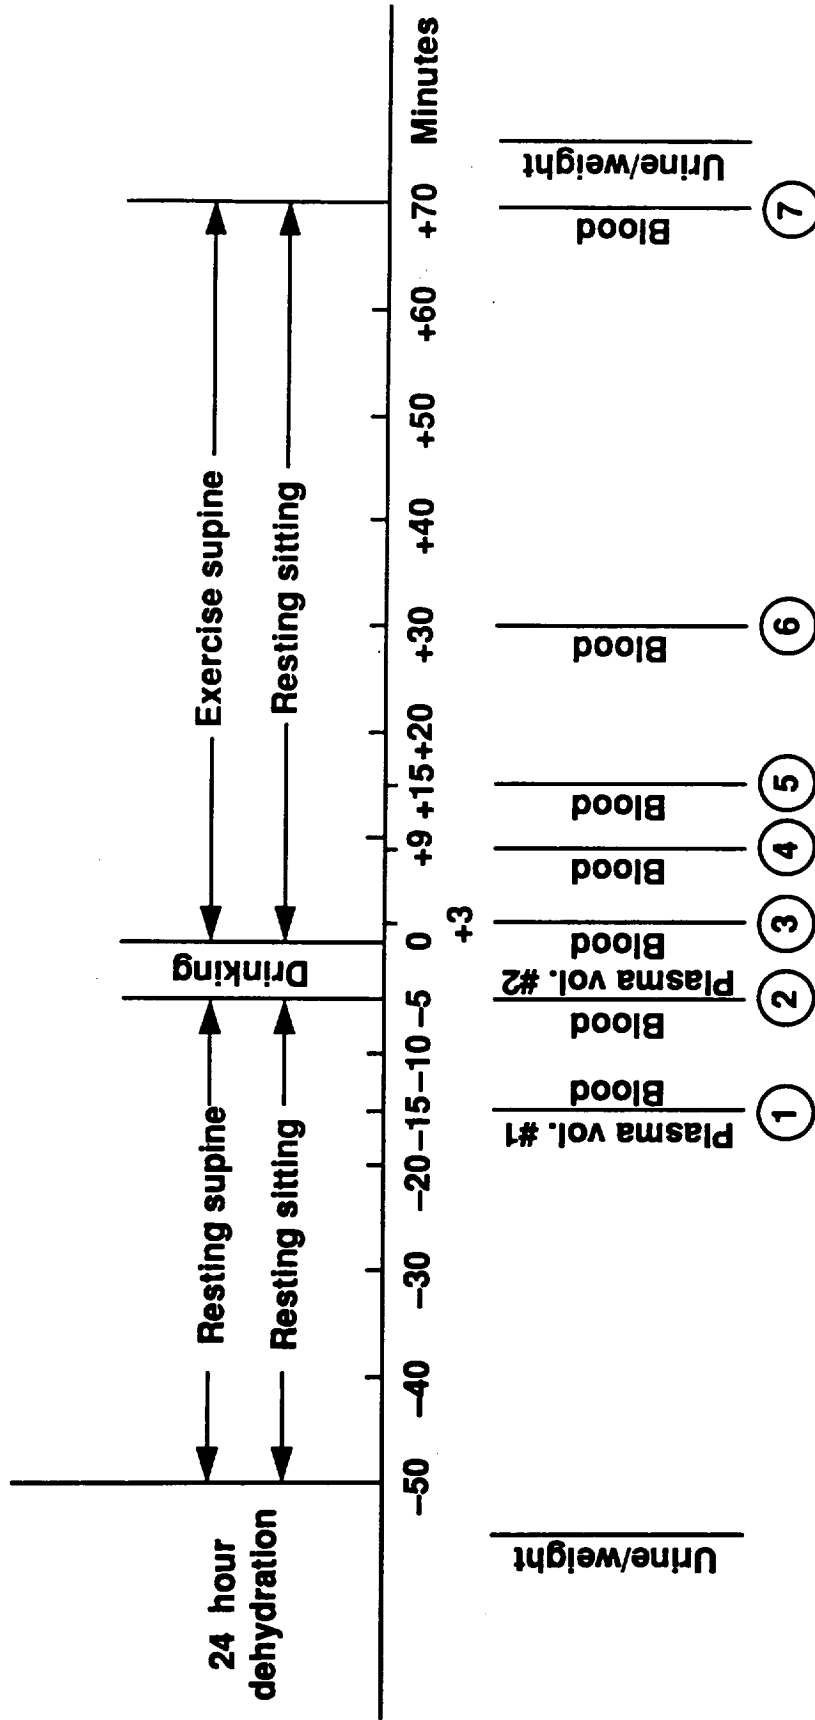 24 hour
dehydration
Resting supine
Resting sitting
Drinking
Exercise supine
Resting sitting
–50
–40
–30
–20
–15
–10
–5
0
+3
+9
+15
+20
+30
+40
+50
+60
+70
Minutes
Urine/weight
Plasma vol. #1
Blood
Blood
Plasma vol. #2
Blood
Blood
Blood
Blood
Blood
Urine/weight
1
2
3
4
5
6
7